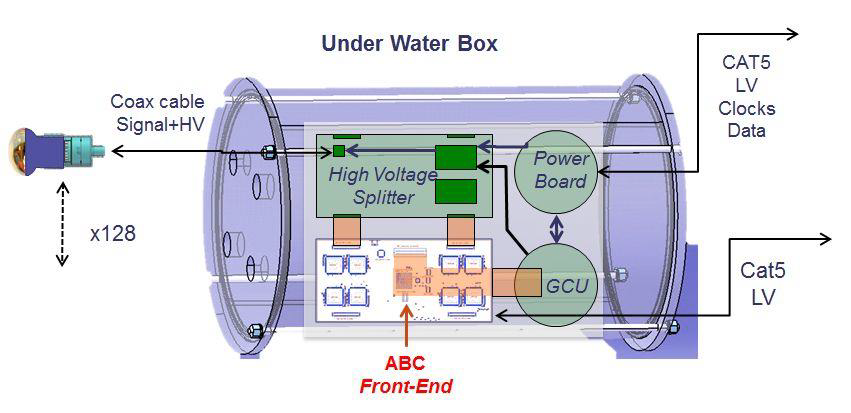 Under Water Box
CAT5
LV
Clocks
Data
Coax cable
Signal+HV
High Voltage
Splitter
Power
Board
x128
GCU
Cat5
LV
ABC
Front-End